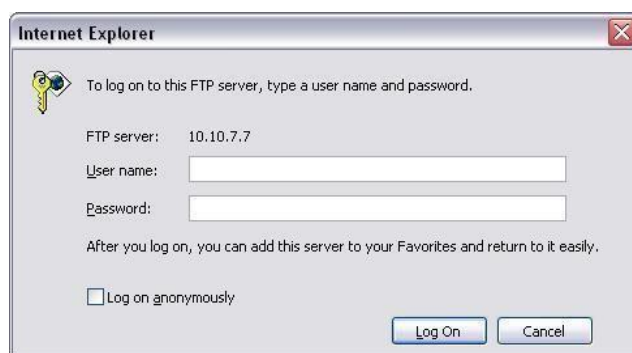 Internet Explorer
To log on to this FTP server, type a user name and password.
FTP server: 10.10.7.7
User name:
Password:
After you log on, you can add this server to your Favorites and return to it easily.
Log on anonymously
Log On Cancel